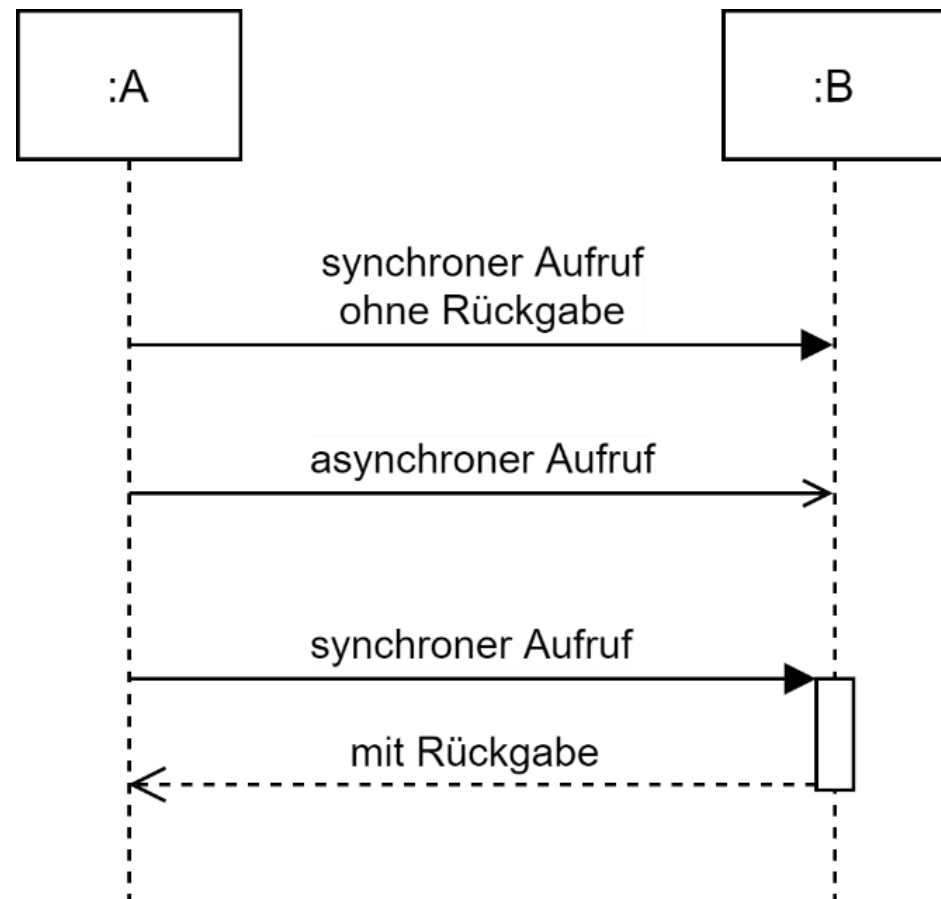 :A
:B
synchroner Aufruf
ohne Rückgabe
asynchroner Aufruf
synchroner Aufruf
mit Rückgabe